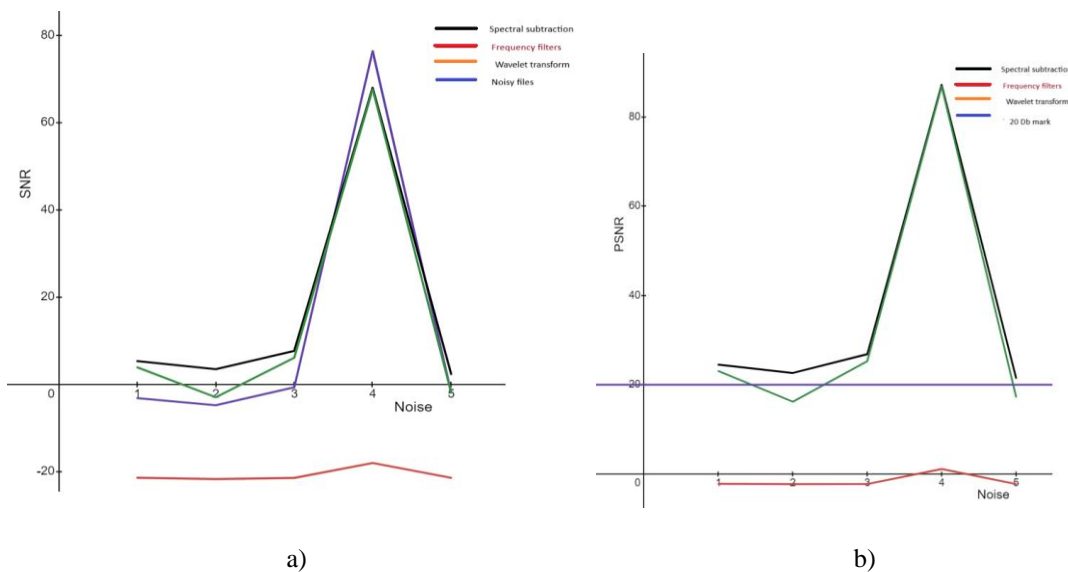 80
60
40
20
0
-20
SNR
1
2
3
4
5
Noise
Spectral subtraction
Frequency filters
Wavelet transform
Noisy files
a)
80
60
40
20
0
PSNR
1
2
3
4
5
Noise
Spectral subtraction
Frequency filters
Wavelet transform
20 Db mark
b)